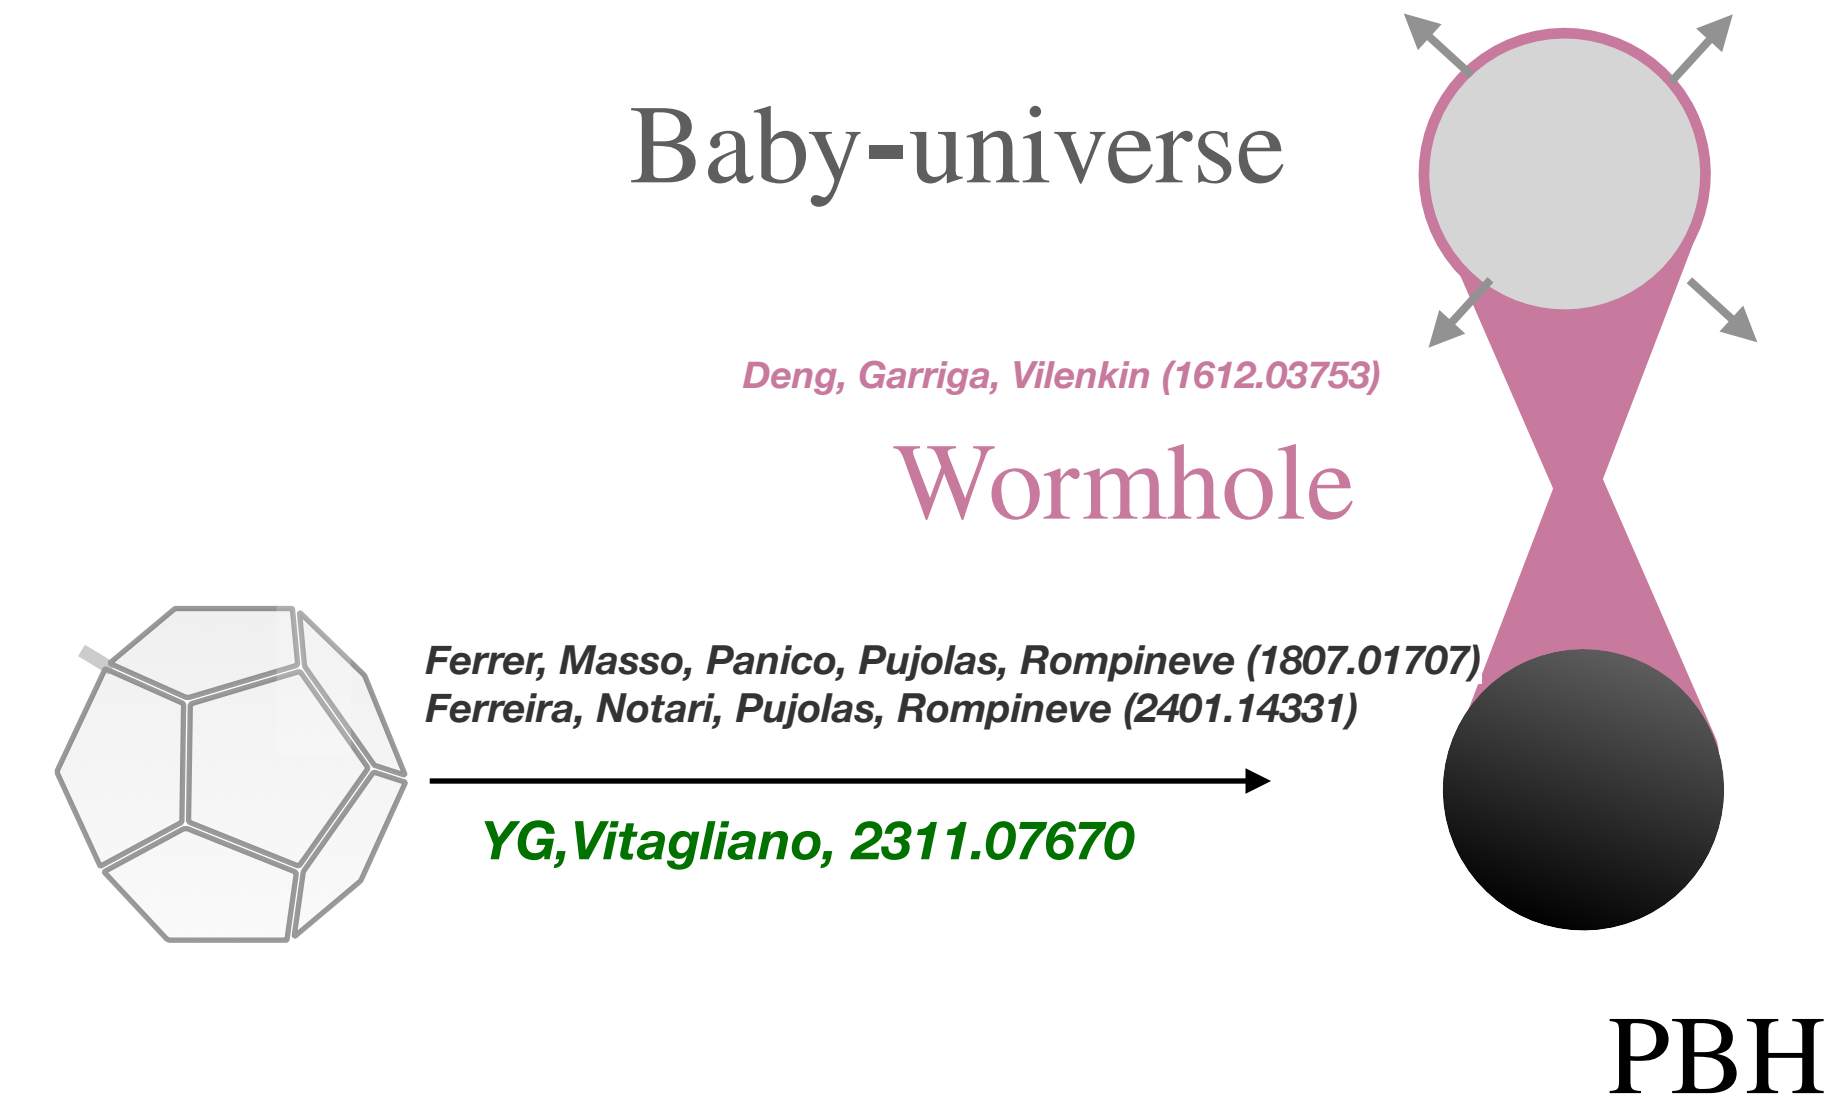 Baby-universe
Deng, Garriga, Vilenkin (1612.03753)
Wormhole
Ferrer, Masso, Panico, Pujolas, Rompineve (1807.01707)
Ferreira, Notari, Pujolas, Rompineve (2401.14331)
YG,Vitagliano, 2311.07670
PBH